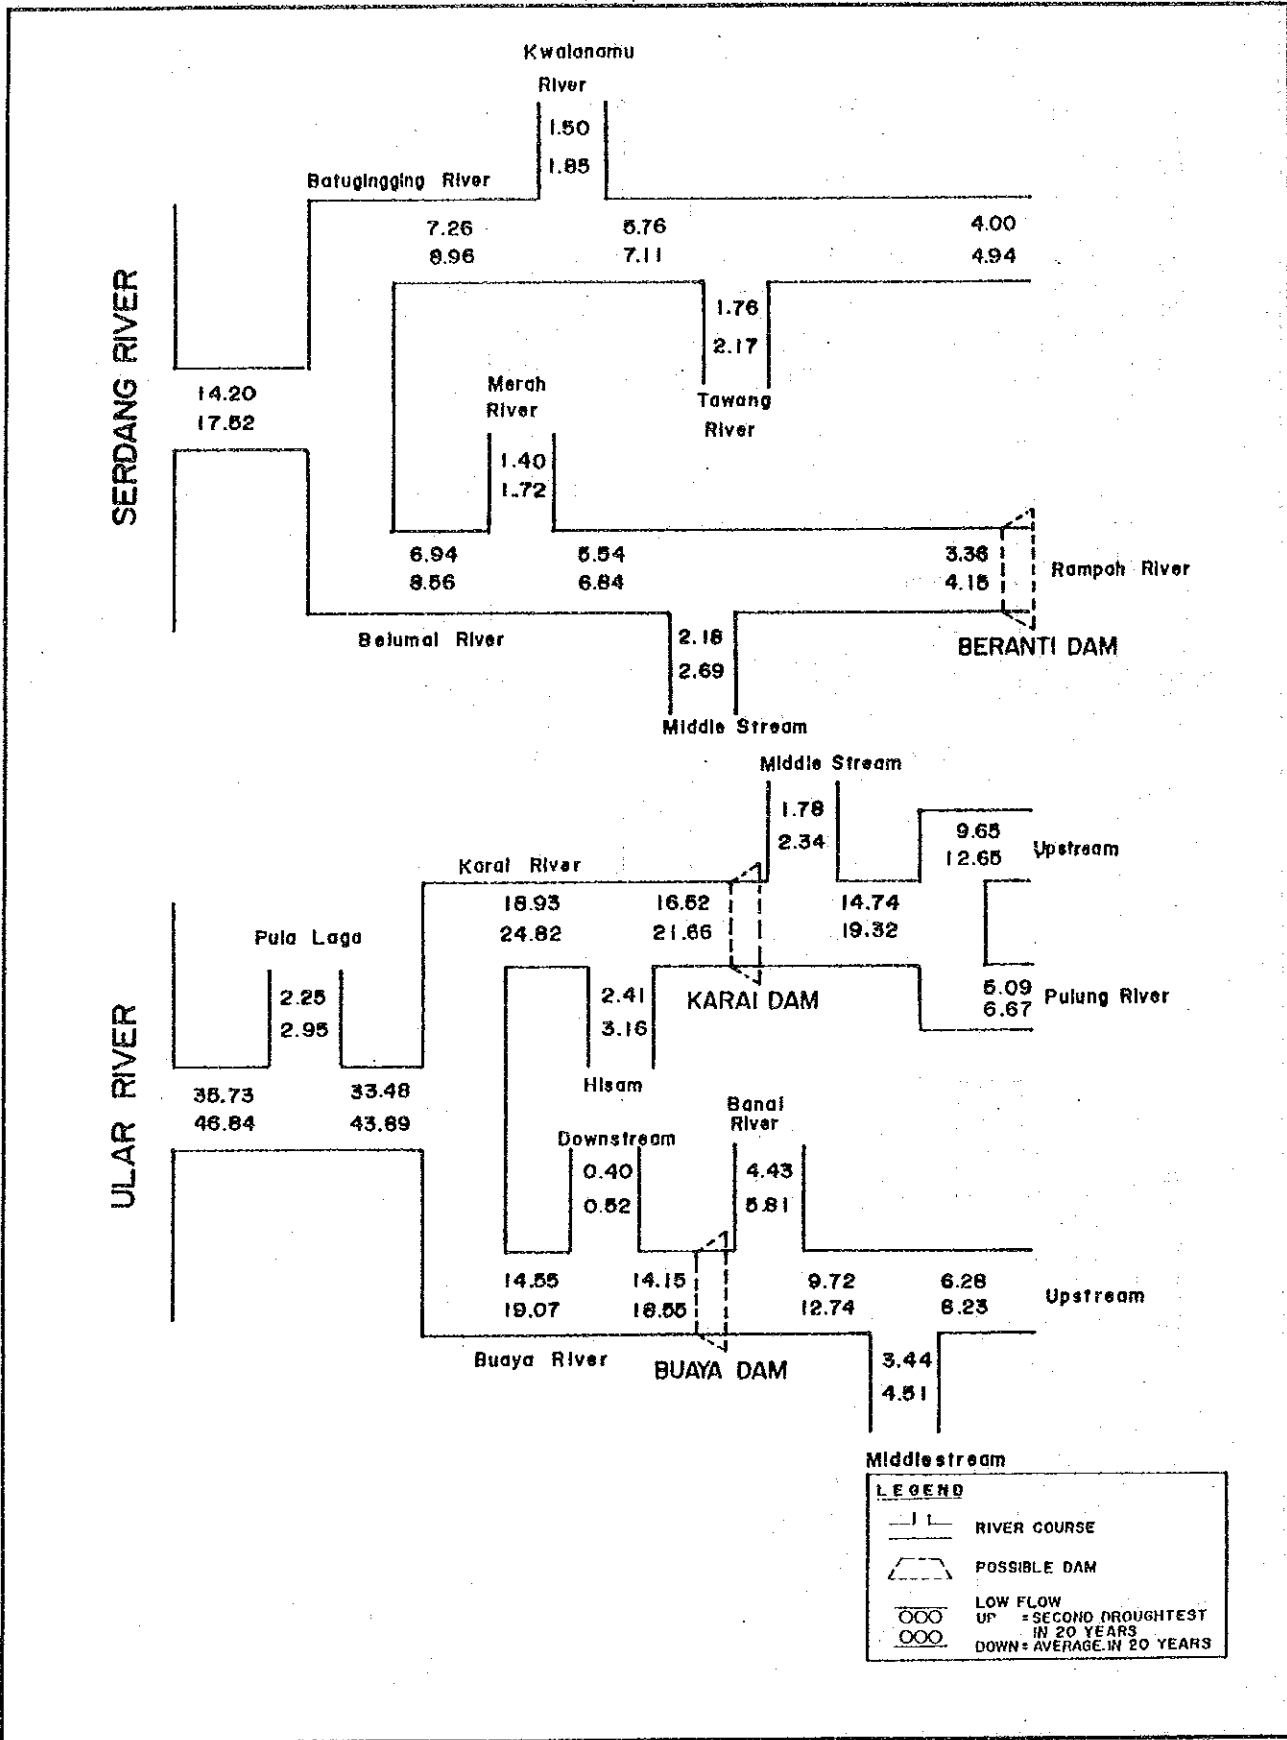 Kwalanamu
River
1.50
1.85
Batugingging River
7.26 5.76 4.00
8.96 7.11 4.94
1.76
2.17
Tawang
River
SERDANG RIVER
14.20
17.52
Merah
River
1.40
1.72
6.94 5.54 3.36
8.56 6.84 4.15
Rampah River
BERANTI DAM
Belumai River
2.18
2.69
Middle Stream
Middle Stream
1.78
2.34
9.65
12.65
Upstream
Karai River
18.93 16.52 14.74
24.82 21.66 19.32
5.09
6.67
Pulung River
KARAI DAM
2.41
3.16
Hisam
ULAR RIVER
Pula Laga
2.25
2.95
35.73 33.48
46.84 43.89
Downstream
0.40
0.52
Banai
River
4.43
5.81
14.55 14.15 9.72 6.28
19.07 18.55 12.74 8.23
Upstream
Buaya River
BUAYA DAM
3.44
4.51
Middlestream
LEGEND
RIVER COURSE
POSSIBLE DAM
LOW FLOW
000 UP = SECOND DROUGHTEST
IN 20 YEARS
000 DOWN = AVERAGE IN 20 YEARS